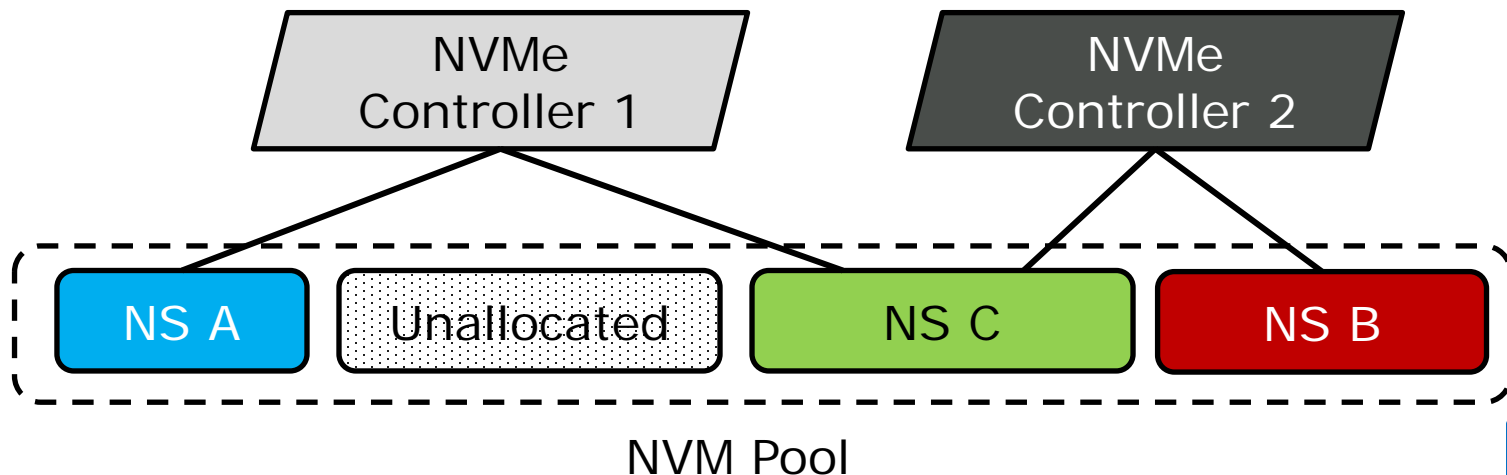 NVMe
Controller 1
NVMe
Controller 2
NS A
Unallocated
NS C
NS B
NVM Pool